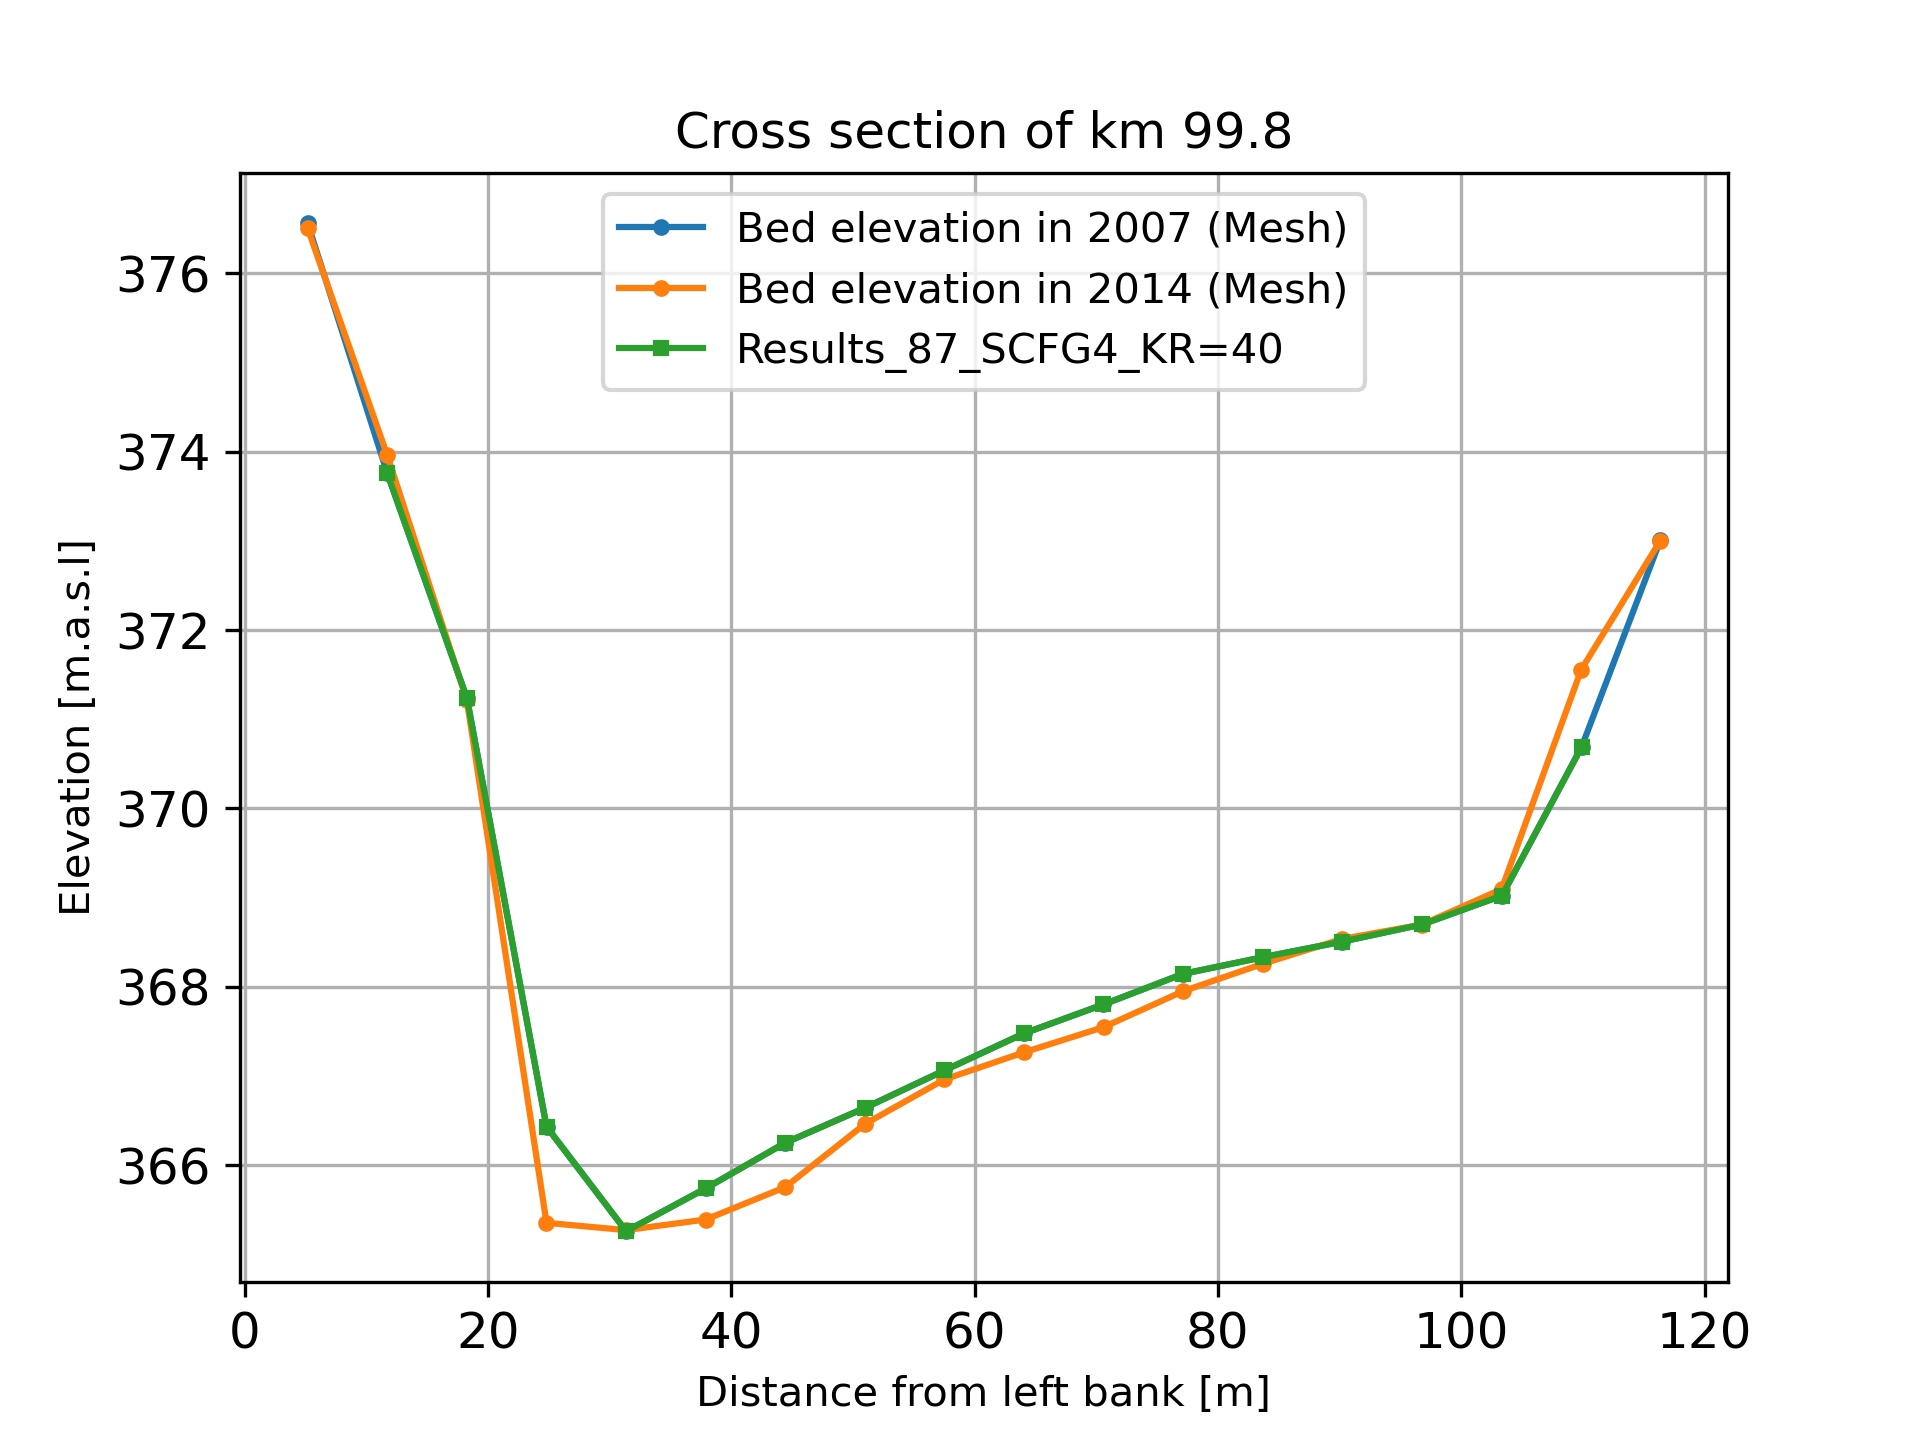 Cross section of km 99.8
Bed elevation in 2007 (Mesh)
Bed elevation in 2014 (Mesh)
Results_87_SCFG4_KR=40
Elevation [m.a.s.l]
376
374
372
370
368
366
0 20 40 60 80 100 120
Distance from left bank [m]